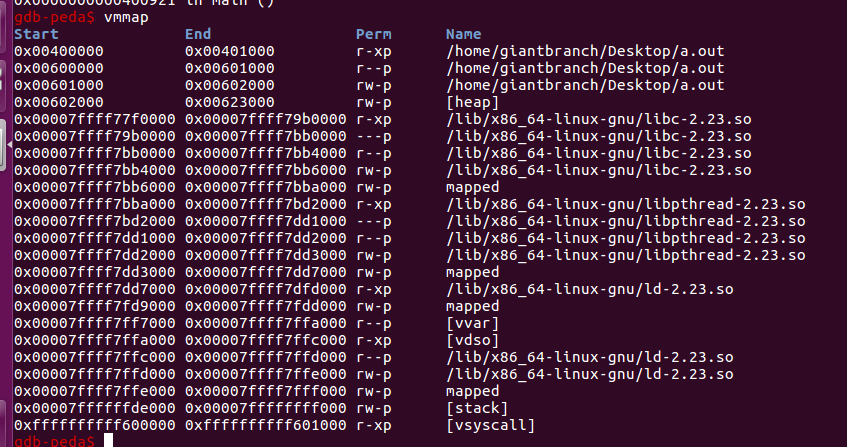 0x0000000000400921 in main ()
gdb-peda$ vmmap
Start End Perm Name
0x00400000 0x00401000 r-xp /home/giantbranch/Desktop/a.out
0x00600000 0x00601000 r--p /home/giantbranch/Desktop/a.out
0x00601000 0x00602000 rw-p /home/giantbranch/Desktop/a.out
0x00602000 0x00623000 rw-p [heap]
0x00007ffff77f0000 0x00007ffff79b0000 r-xp /lib/x86_64-linux-gnu/libc-2.23.so
0x00007ffff79b0000 0x00007ffff7bb0000 ---p /lib/x86_64-linux-gnu/libc-2.23.so
0x00007ffff7bb0000 0x00007ffff7bb4000 r--p /lib/x86_64-linux-gnu/libc-2.23.so
0x00007ffff7bb4000 0x00007ffff7bb6000 rw-p /lib/x86_64-linux-gnu/libc-2.23.so
0x00007ffff7bb6000 0x00007ffff7bba000 rw-p mapped
0x00007ffff7bba000 0x00007ffff7bd2000 r-xp /lib/x86_64-linux-gnu/libpthread-2.23.so
0x00007ffff7bd2000 0x00007ffff7dd1000 ---p /lib/x86_64-linux-gnu/libpthread-2.23.so
0x00007ffff7dd1000 0x00007ffff7dd2000 r--p /lib/x86_64-linux-gnu/libpthread-2.23.so
0x00007ffff7dd2000 0x00007ffff7dd3000 rw-p /lib/x86_64-linux-gnu/libpthread-2.23.so
0x00007ffff7dd3000 0x00007ffff7dd7000 rw-p mapped
0x00007ffff7dd7000 0x00007ffff7dfd000 r-xp /lib/x86_64-linux-gnu/ld-2.23.so
0x00007ffff7fd9000 0x00007ffff7fdd000 rw-p mapped
0x00007ffff7ff7000 0x00007ffff7ffa000 r--p [vvar]
0x00007ffff7ffa000 0x00007ffff7ffc000 r-xp [vdso]
0x00007ffff7ffc000 0x00007ffff7ffd000 r--p /lib/x86_64-linux-gnu/ld-2.23.so
0x00007ffff7ffd000 0x00007ffff7ffe000 rw-p /lib/x86_64-linux-gnu/ld-2.23.so
0x00007ffff7ffe000 0x00007ffff7fff000 rw-p mapped
0x00007ffffffde000 0x00007ffffffff000 rw-p [stack]
0xffffffffff600000 0xffffffffff601000 r-xp [vsyscall]
gdb-peda$